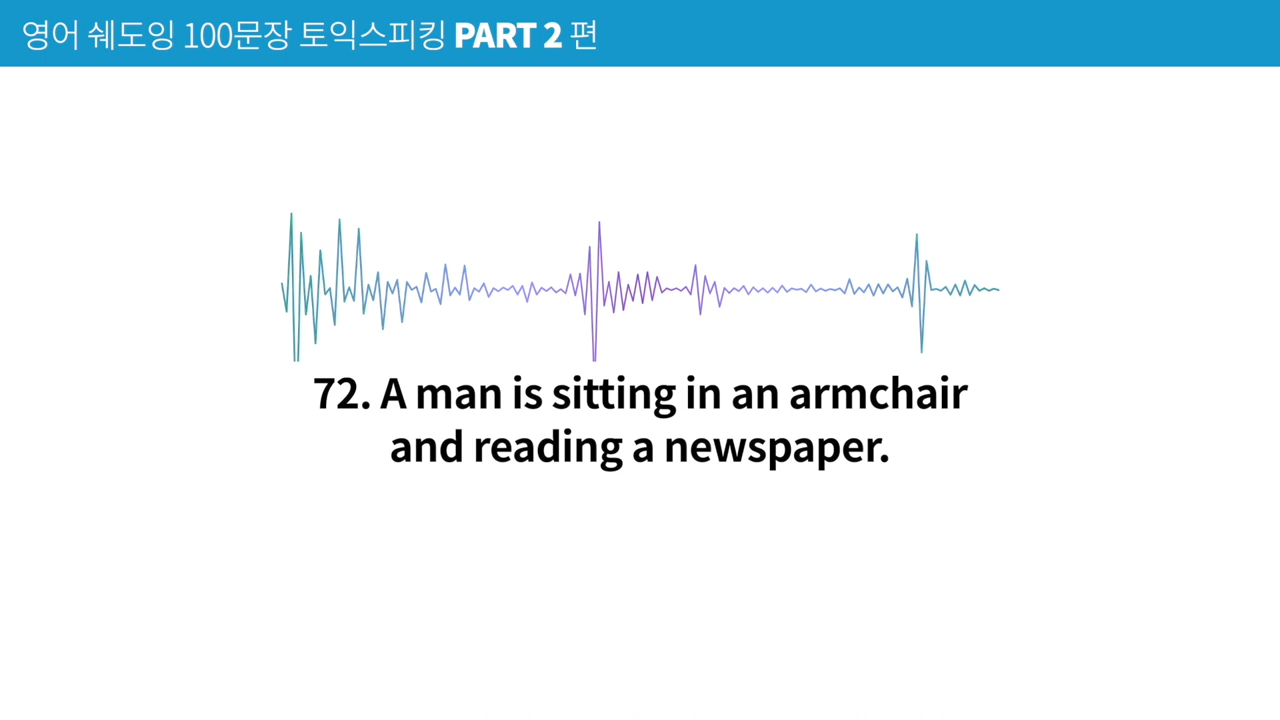 영어 쉐도잉 100문장 토익스피킹 PART 2 편
72. A man is sitting in an armchair
and reading a newspaper.